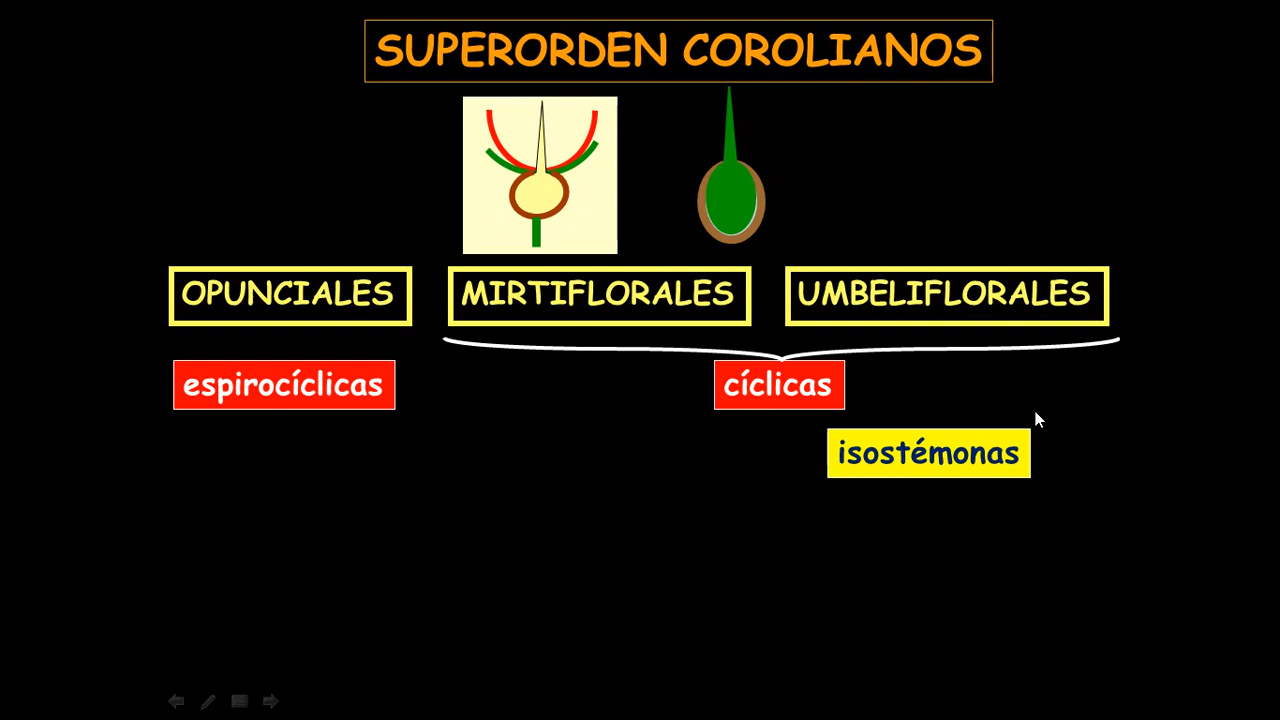 SUPERORDEN COROLIANOS
OPUNCIALES MIRTIFLORALES UMBELIFLORALES
espirocíclicas cíclicas
isostémonas